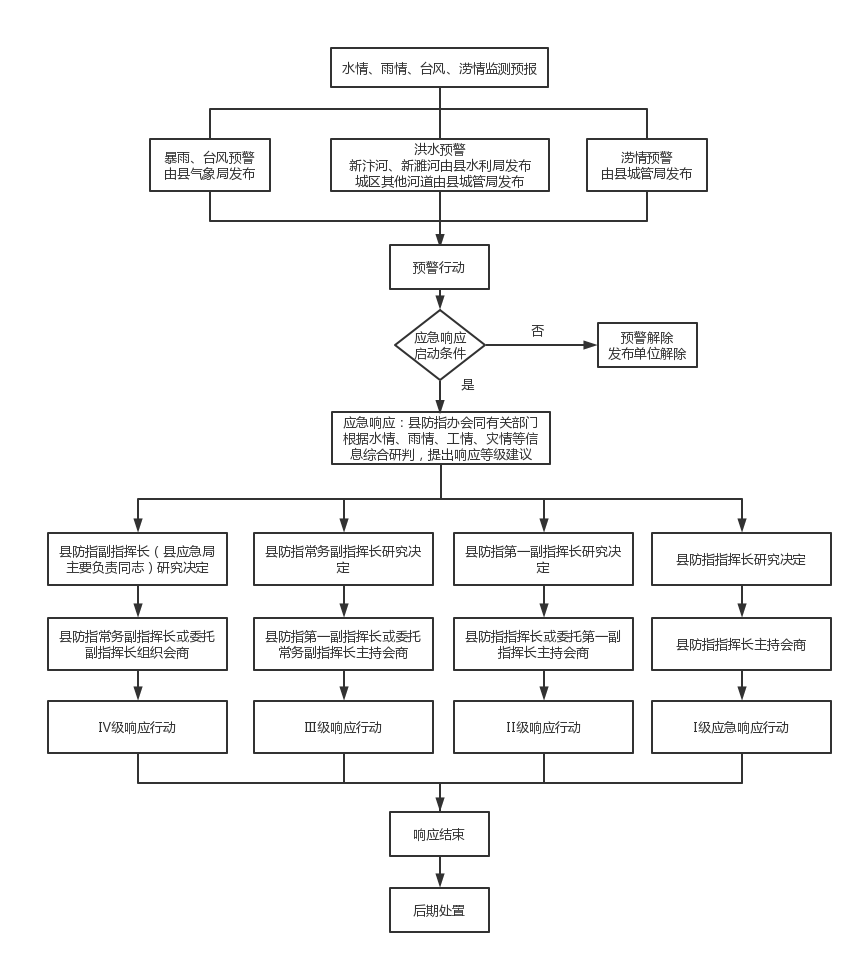 水情、雨情、台风、涝情监测预报
暴雨、台风预警
由县气象局发布
洪水预警
新汴河、新濉河由县水利局发布
城区其他河道由县城管局发布
涝情预警
由县城管局发布
预警行动
应急响应
启动条件
否
预警解除
发布单位解除
是
应急响应：县防指办会同有关部门
根据水情、雨情、工情、灾情等信
息综合研判，提出响应等级建议
县防指副指挥长（县应急局
主要负责同志）研究决定
县防指常务副指挥长研究决
定
县防指第一副指挥长研究决
定
县防指指挥长研究决定
县防指常务副指挥长或委托
副指挥长组织会商
县防指第一副指挥长或委托
常务副指挥长主持会商
县防指指挥长或委托第一副
指挥长主持会商
县防指指挥长主持会商
IV级响应行动
III级响应行动
II级响应行动
I级应急响应行动
响应结束
后期处置